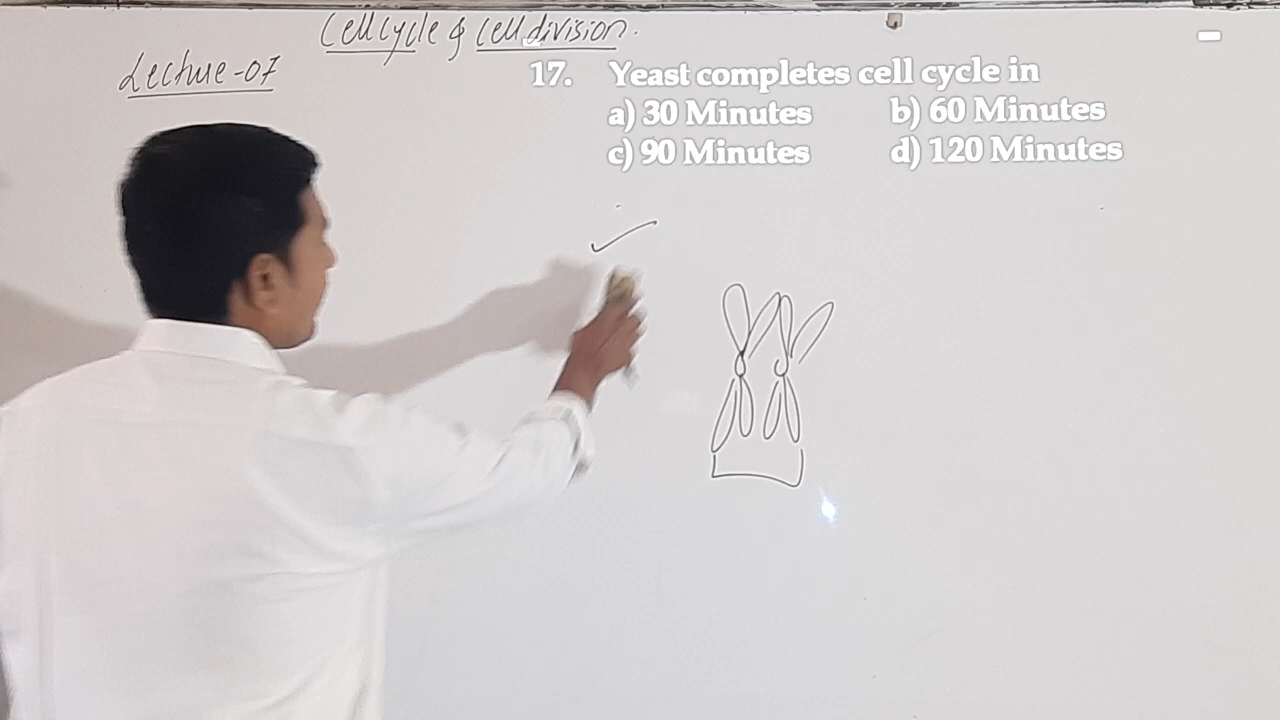 Cell Cycle & Cell division.
Lecture-07
17. Yeast completes cell cycle in
a) 30 Minutes b) 60 Minutes
c) 90 Minutes d) 120 Minutes